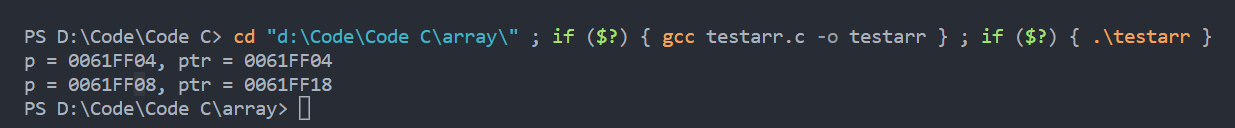 PS D:\Code\Code C> cd "d:\Code\Code C\array\" ; if ($?) { gcc testarr.c -o testarr } ; if ($?) { .\testarr }
p = 0061FF04, ptr = 0061FF04
p = 0061FF08, ptr = 0061FF18
PS D:\Code\Code C\array>